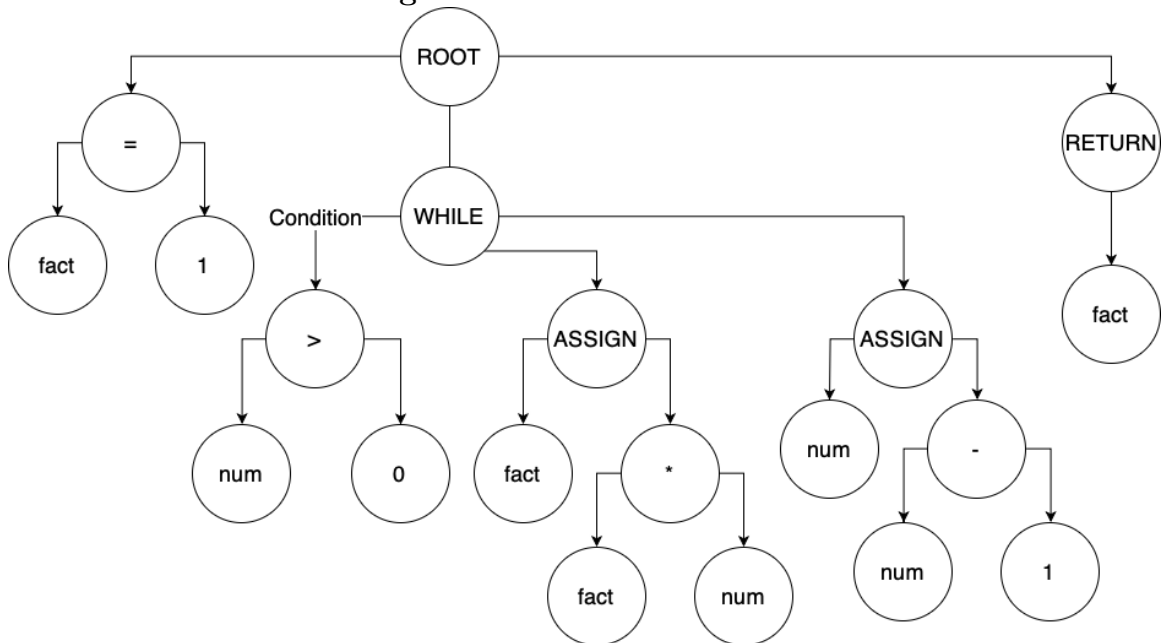 g
ROOT
=
RETURN
fact
1
Condition
WHILE
fact
>
ASSIGN
ASSIGN
num
0
fact
*
num
-
fact
num
num
1